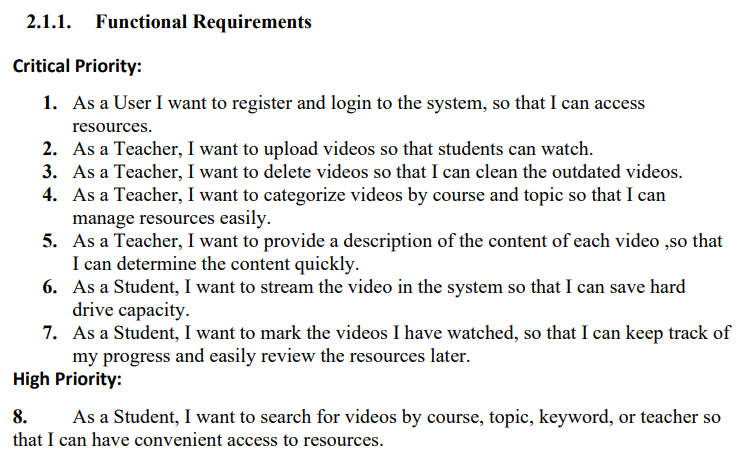 2.1.1. Functional Requirements
Critical Priority:
1. As a User I want to register and login to the system, so that I can access
resources.
2. As a Teacher, I want to upload videos so that students can watch.
3. As a Teacher, I want to delete videos so that I can clean the outdated videos.
4. As a Teacher, I want to categorize videos by course and topic so that I can
manage resources easily.
5. As a Teacher, I want to provide a description of the content of each video ,so that
I can determine the content quickly.
6. As a Student, I want to stream the video in the system so that I can save hard
drive capacity.
7. As a Student, I want to mark the videos I have watched, so that I can keep track of
my progress and easily review the resources later.
High Priority:
8. As a Student, I want to search for videos by course, topic, keyword, or teacher so
that I can have convenient access to resources.